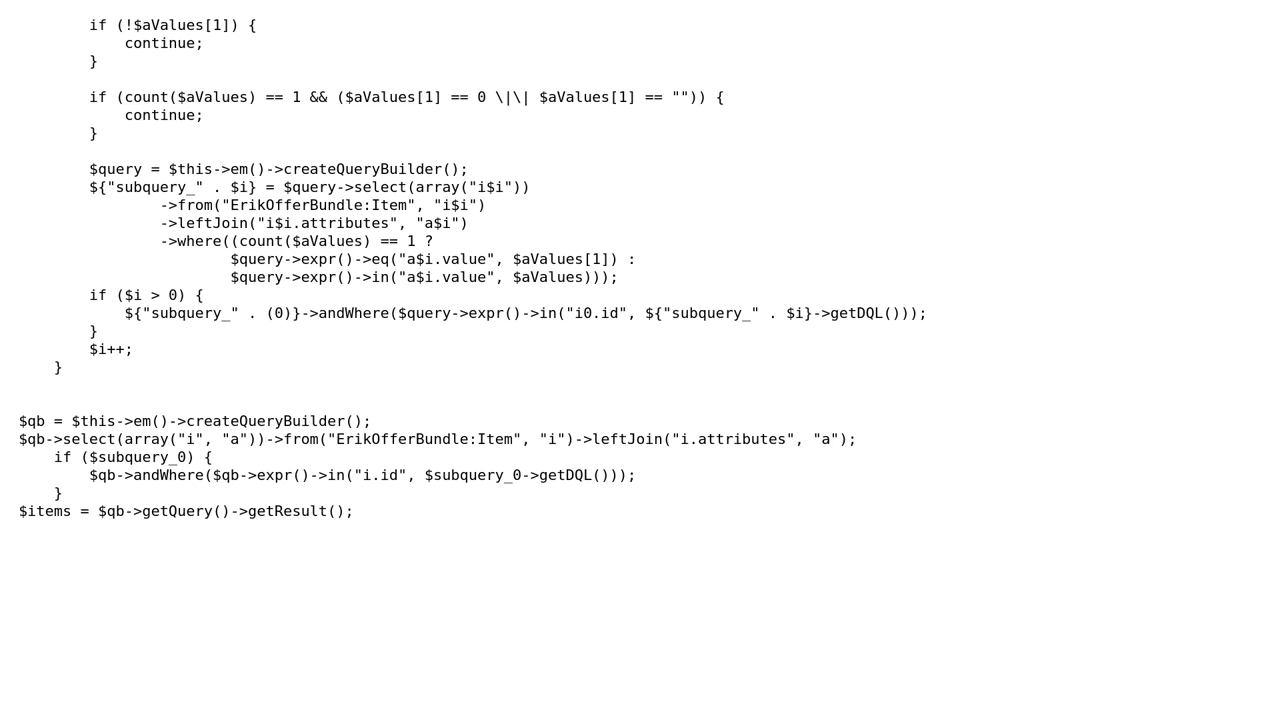 if (!$aValues[1]) {
            continue;
        }

        if (count($aValues) == 1 && ($aValues[1] == 0 \|\| $aValues[1] == "")) {
            continue;
        }

        $query = $this->em()->createQueryBuilder();
        ${"subquery_" . $i} = $query->select(array("i$i"))
                ->from("ErikOfferBundle:Item", "i$i")
                ->leftJoin("i$i.attributes", "a$i")
                ->where((count($aValues) == 1 ?
                        $query->expr()->eq("a$i.value", $aValues[1]) :
                        $query->expr()->in("a$i.value", $aValues)));
        if ($i > 0) {
            ${"subquery_" . (0)}->andWhere($query->expr()->in("i0.id", ${"subquery_" . $i}->getDQL()));
        }
        $i++;
    }


$qb = $this->em()->createQueryBuilder();
$qb->select(array("i", "a"))->from("ErikOfferBundle:Item", "i")->leftJoin("i.attributes", "a");
    if ($subquery_0) {
        $qb->andWhere($qb->expr()->in("i.id", $subquery_0->getDQL()));
    }
$items = $qb->getQuery()->getResult();